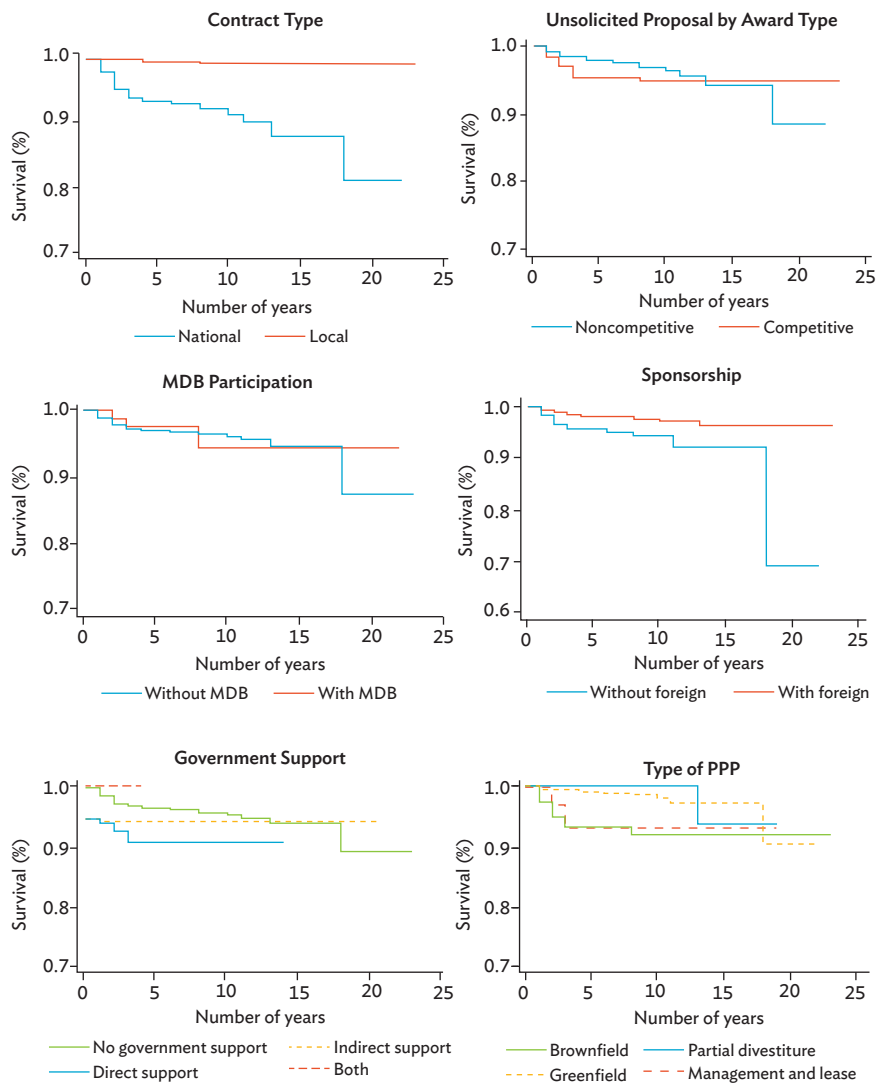 Contract Type
1.0
0.9
0.8
0.7
Survival (%)
0 5 10 15 20 25
Number of years
National Local
Unsolicited Proposal by Award Type
1.0
0.9
0.8
0.7
Survival (%)
0 5 10 15 20 25
Number of years
Noncompetitive Competitive
MDB Participation
1.0
0.9
0.8
0.7
Survival (%)
0 5 10 15 20 25
Number of years
Without MDB With MDB
Sponsorship
1.0
0.9
0.8
0.7
0.6
Survival (%)
0 5 10 15 20 25
Number of years
Without foreign With foreign
Government Support
1.0
0.9
0.8
0.7
Survival (%)
0 5 10 15 20 25
Number of years
No government support Indirect support
Direct support Both
Type of PPP
1.0
0.9
0.8
0.7
Survival (%)
0 5 10 15 20 25
Number of years
Brownfield Partial divestiture
Greenfield Management and lease